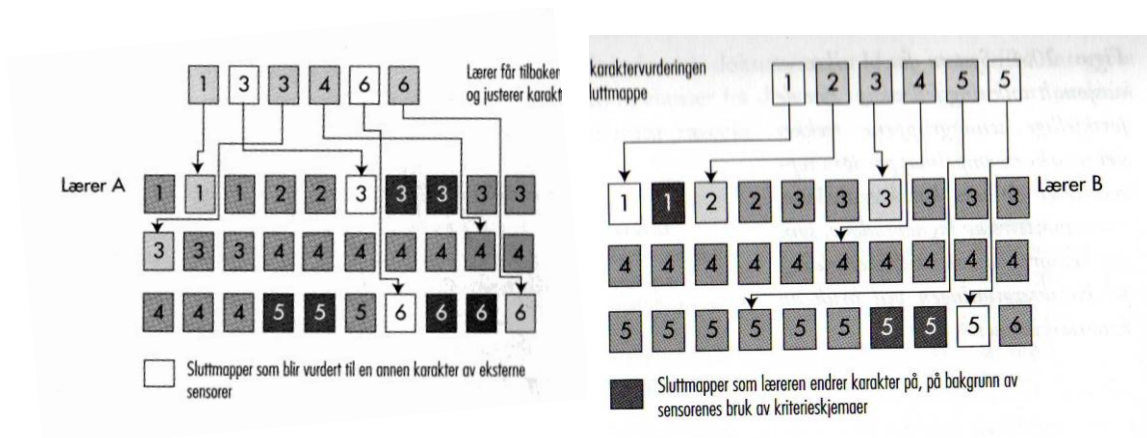 1 3 3 4 6 6
Lærer får tilbaker
og justerer karakt
Lærer A
1 1 1 2 2 3 3 3 3 3
3 3 3 4 4 4 4 4 4 4
4 4 4 5 5 5 6 6 6 6
Sluttmapper som blir vurdert til en annen karakter av eksterne
sensorer
karaktervurderingen
sluttmappe
1 2 3 4 5 5
Lærer B
1 1 2 2 3 3 3 3 3 3
4 4 4 4 4 4 4 4 4 4
5 5 5 5 5 5 5 5 5 6
Sluttmapper som læreren endrer karakter på, på bakgrunn av
sensorenes bruk av kriterieskjemaer